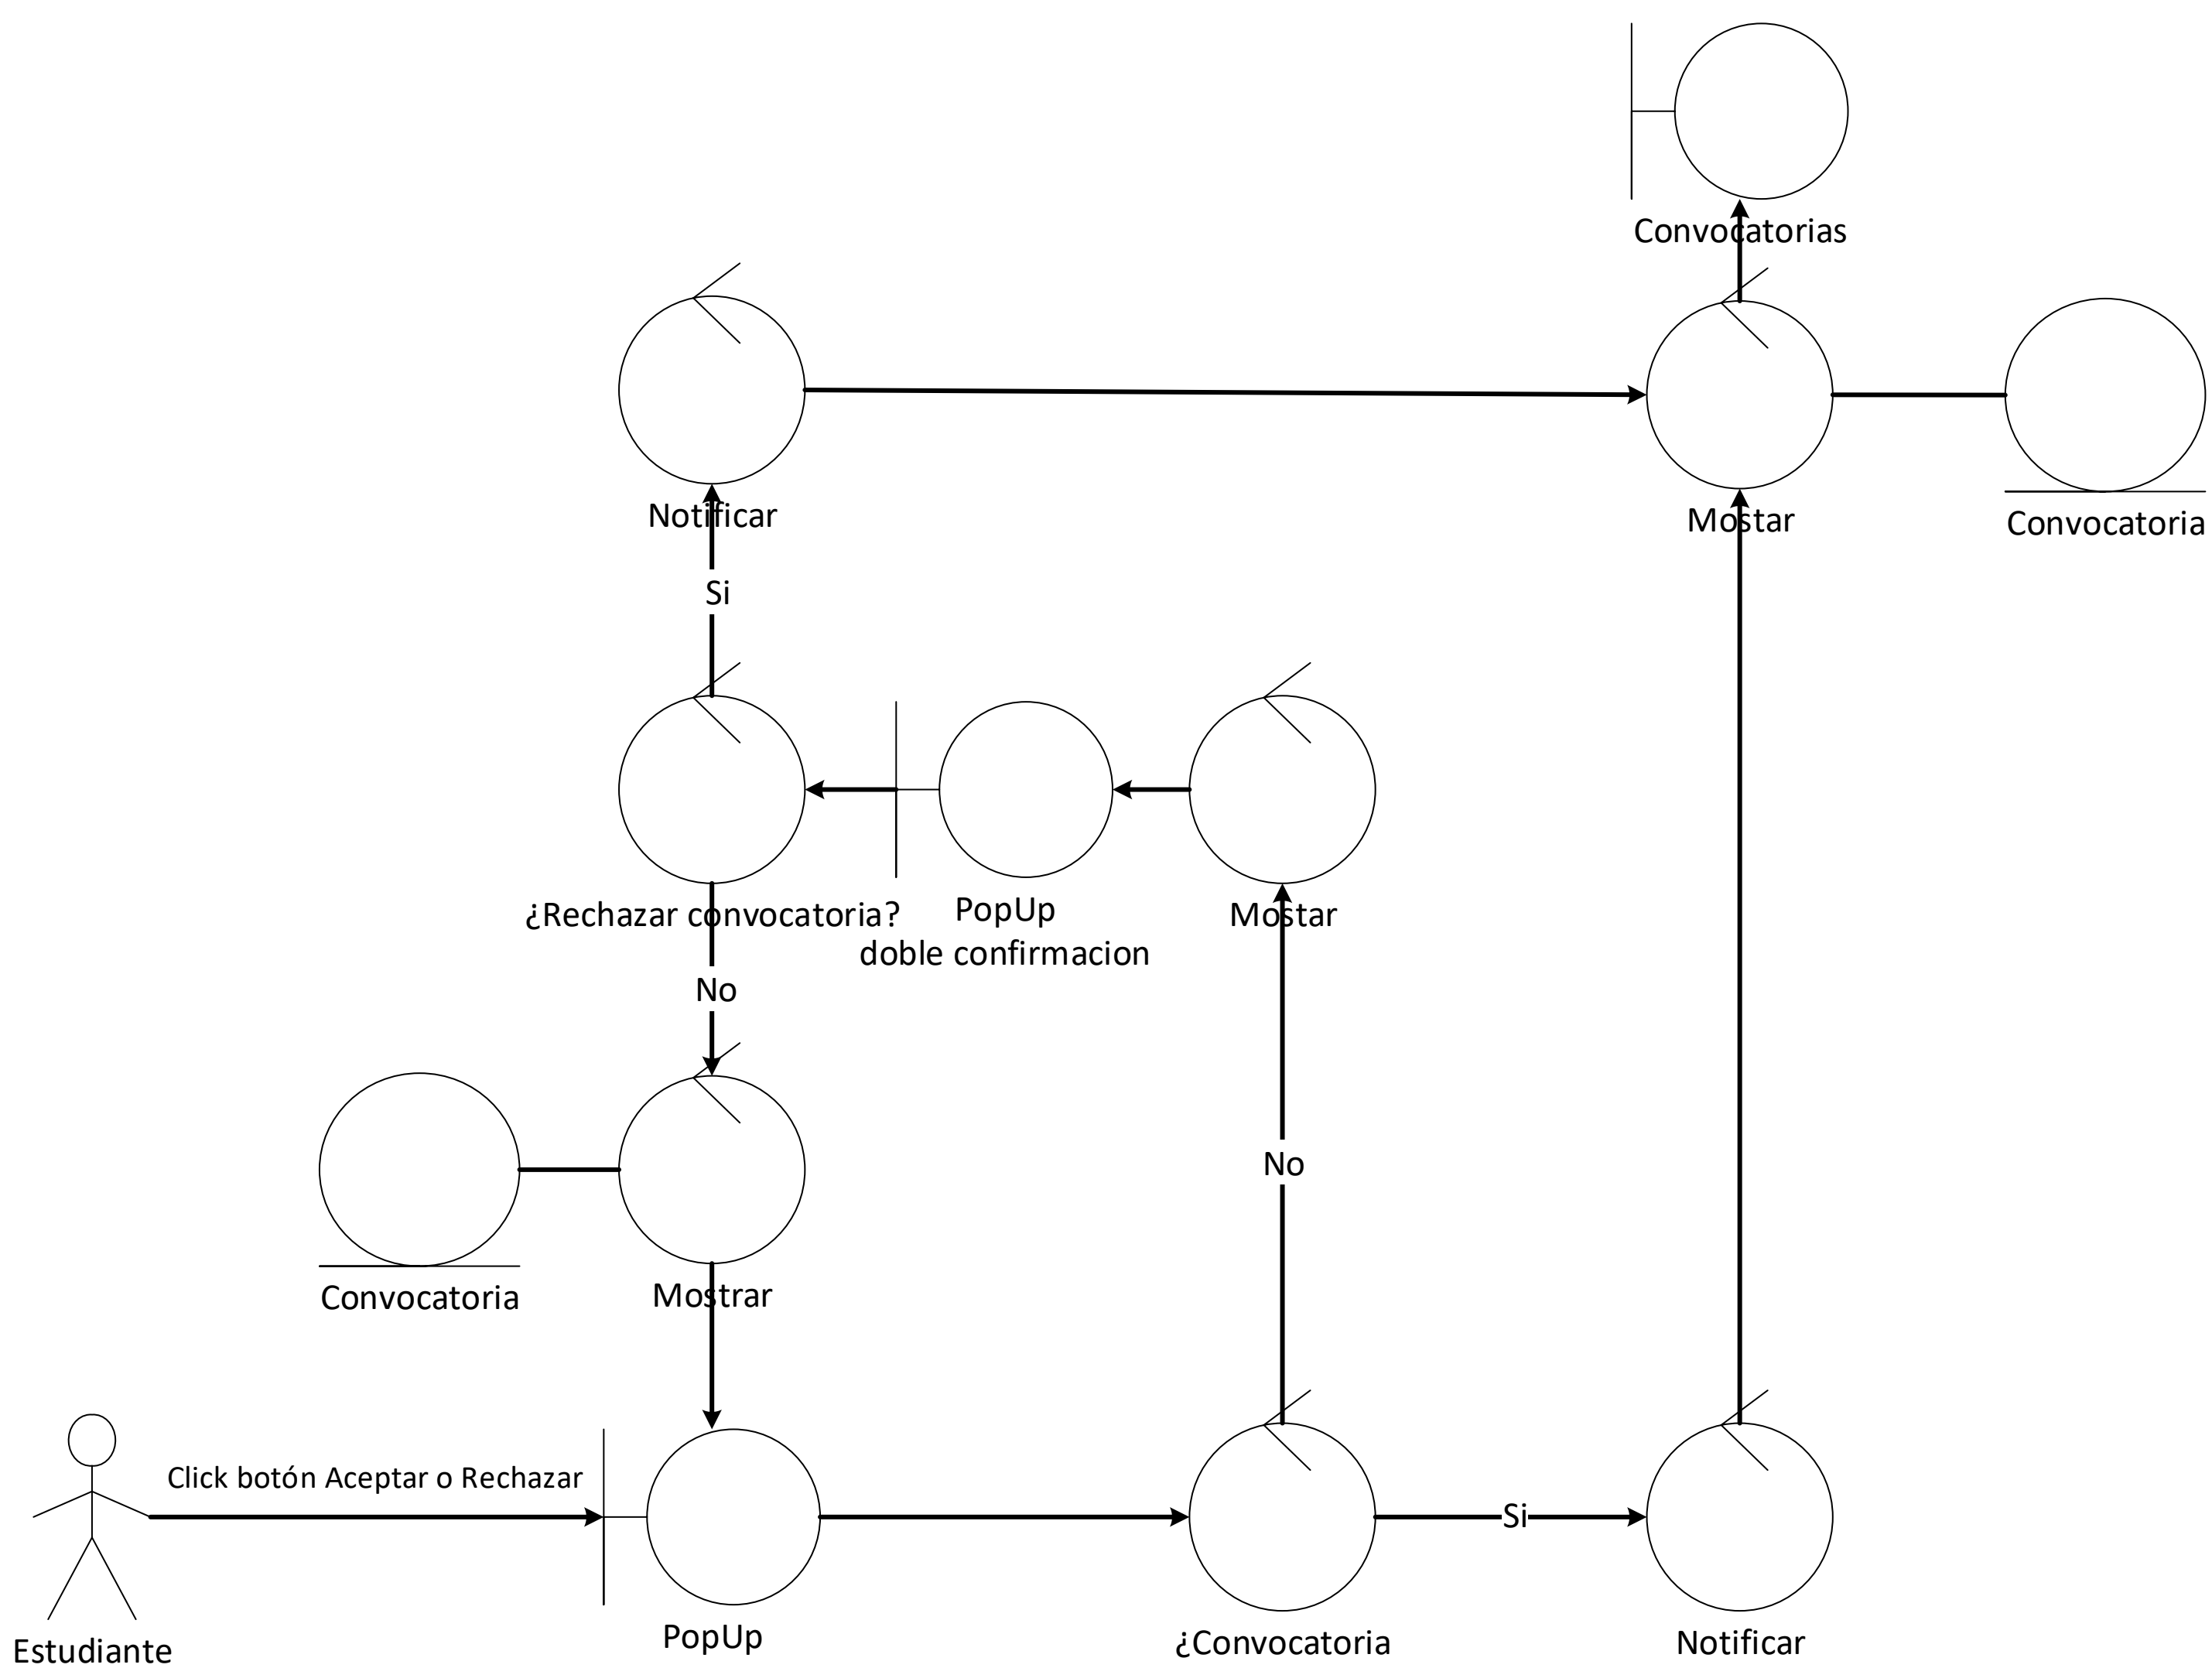 Convocatorias
Notificar
Mostar
Convocatoria
Si
¿Rechazar convocatoria?
PopUp
doble confirmacion
Mostar
No
No
Convocatoria
Mostrar
Click botón Aceptar o Rechazar
Si
Estudiante
PopUp
¿Convocatoria
Notificar